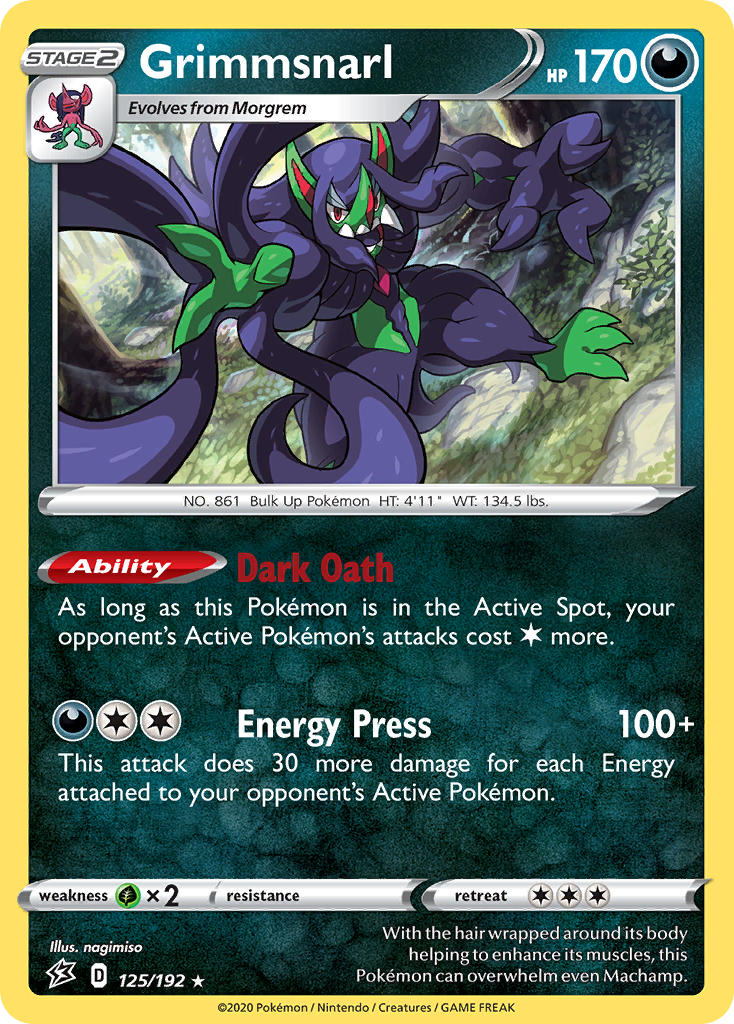 STAGE2 Grimmsnarl HP 170
Evolves from Morgrem
NO. 861 Bulk Up Pokémon HT: 4'11" WT: 134.5 lbs.
Ability Dark Oath
As long as this Pokémon is in the Active Spot, your
opponent's Active Pokémon's attacks cost more.
Energy Press 100+
This attack does 30 more damage for each Energy
attached to your opponent's Active Pokémon.
weakness ×2 resistance retreat
Illus. nagimiso
With the hair wrapped around its body
helping to enhance its muscles, this
Pokémon can overwhelm even Machamp.
D 125/192 ★
©2020 Pokémon / Nintendo / Creatures / GAME FREAK